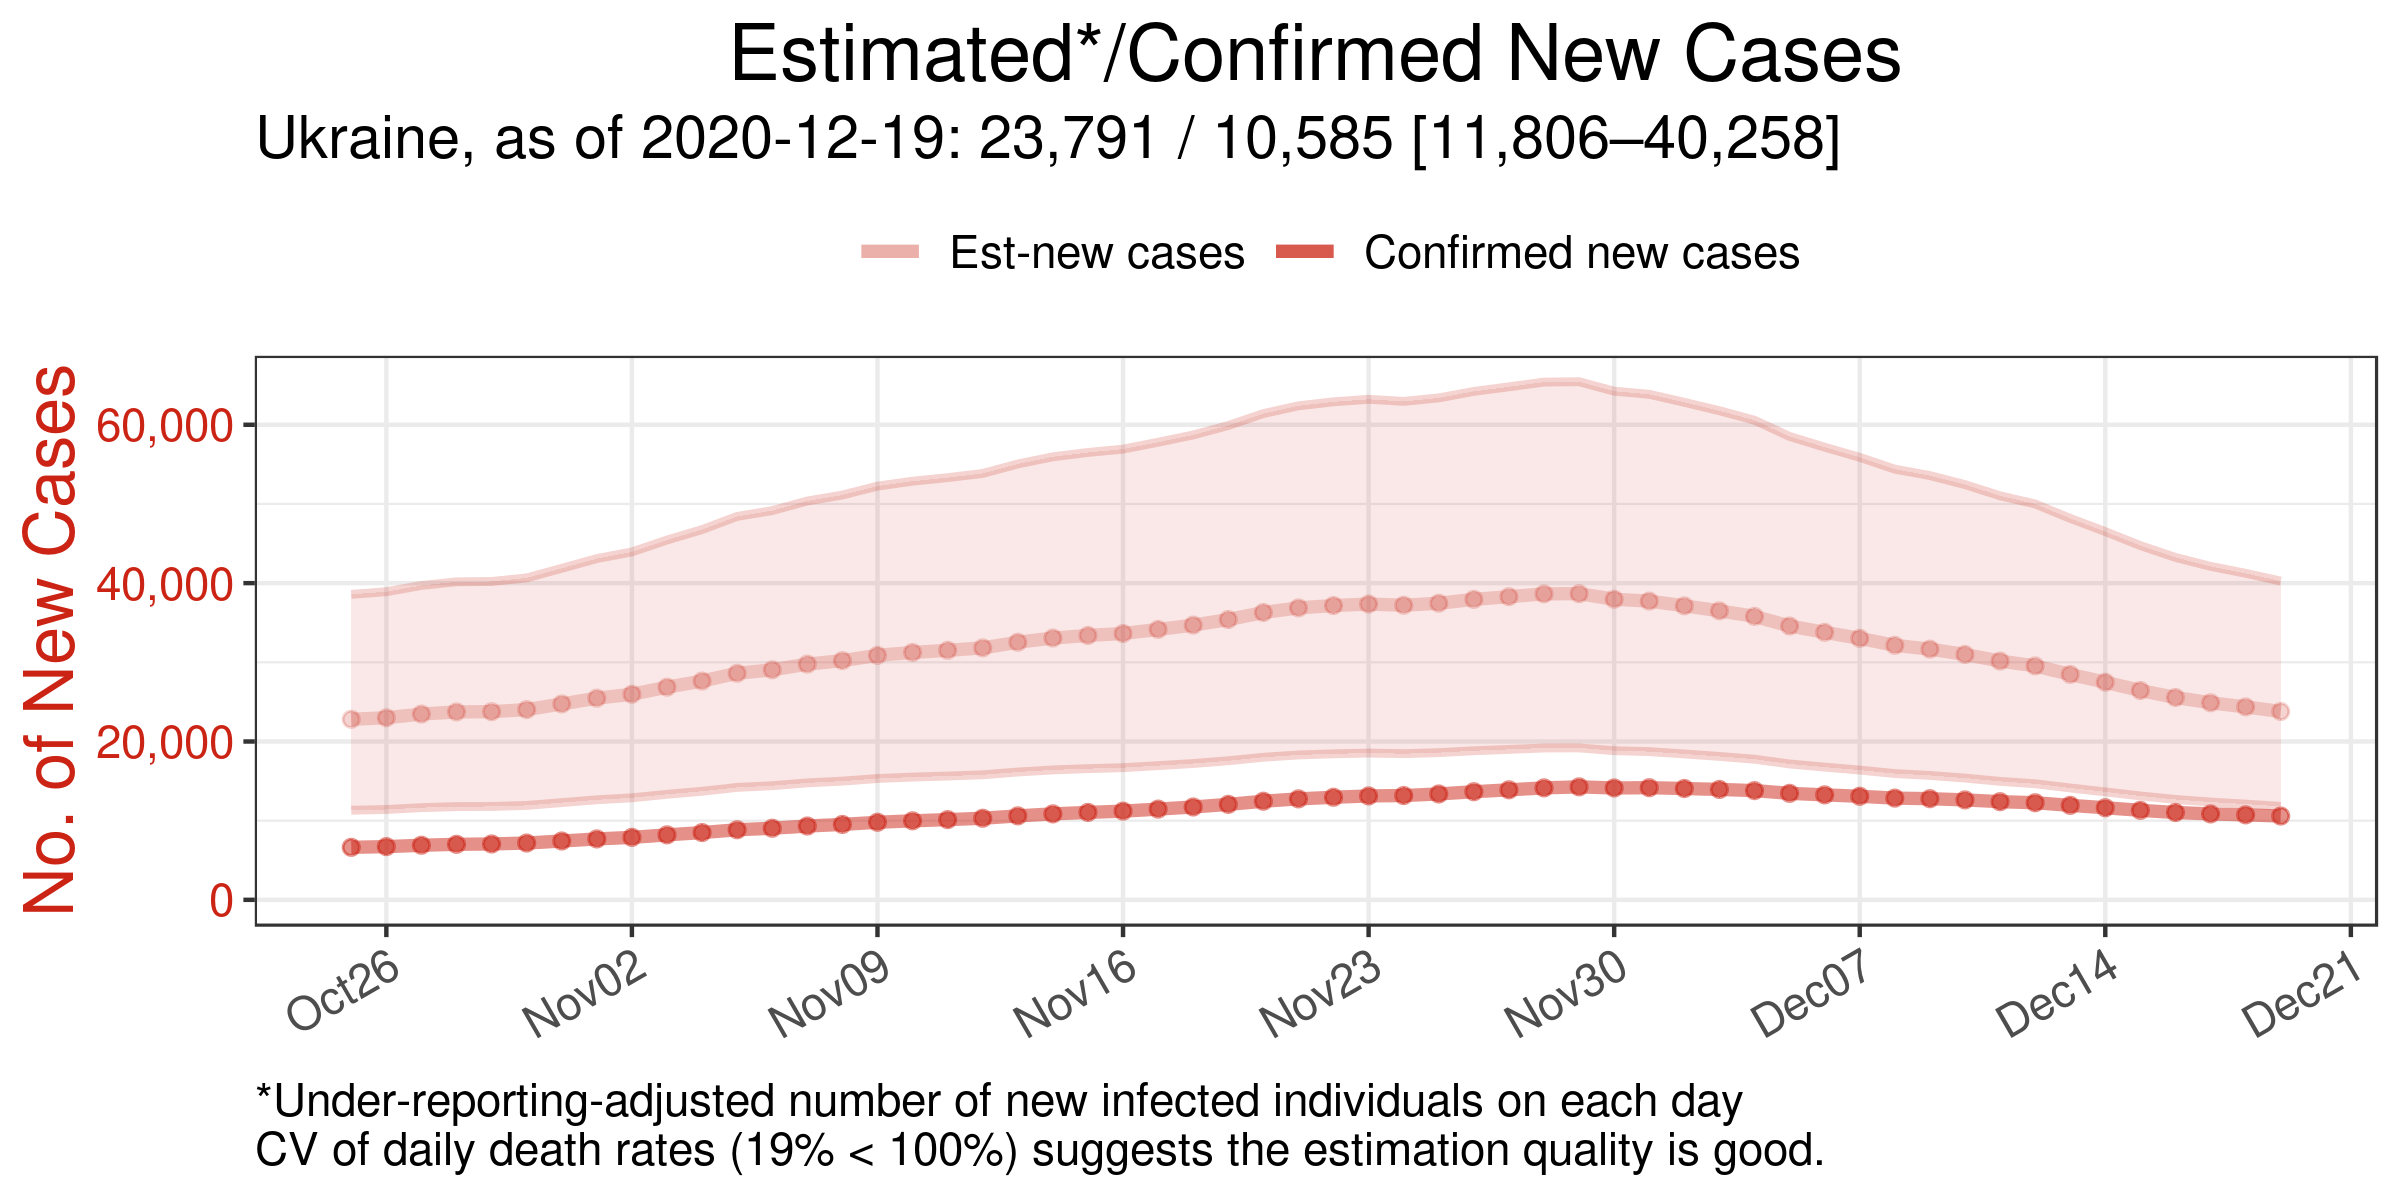 Estimated*/Confirmed New Cases
Ukraine, as of 2020-12-19: 23,791 / 10,585 [11,806–40,258]
Est-new cases
Confirmed new cases
No. of New Cases
60,000
40,000
20,000
0
Oct26
Nov02
Nov09
Nov16
Nov23
Nov30
Dec07
Dec14
Dec21
*Under-reporting-adjusted number of new infected individuals on each day
CV of daily death rates (19% < 100%) suggests the estimation quality is good.